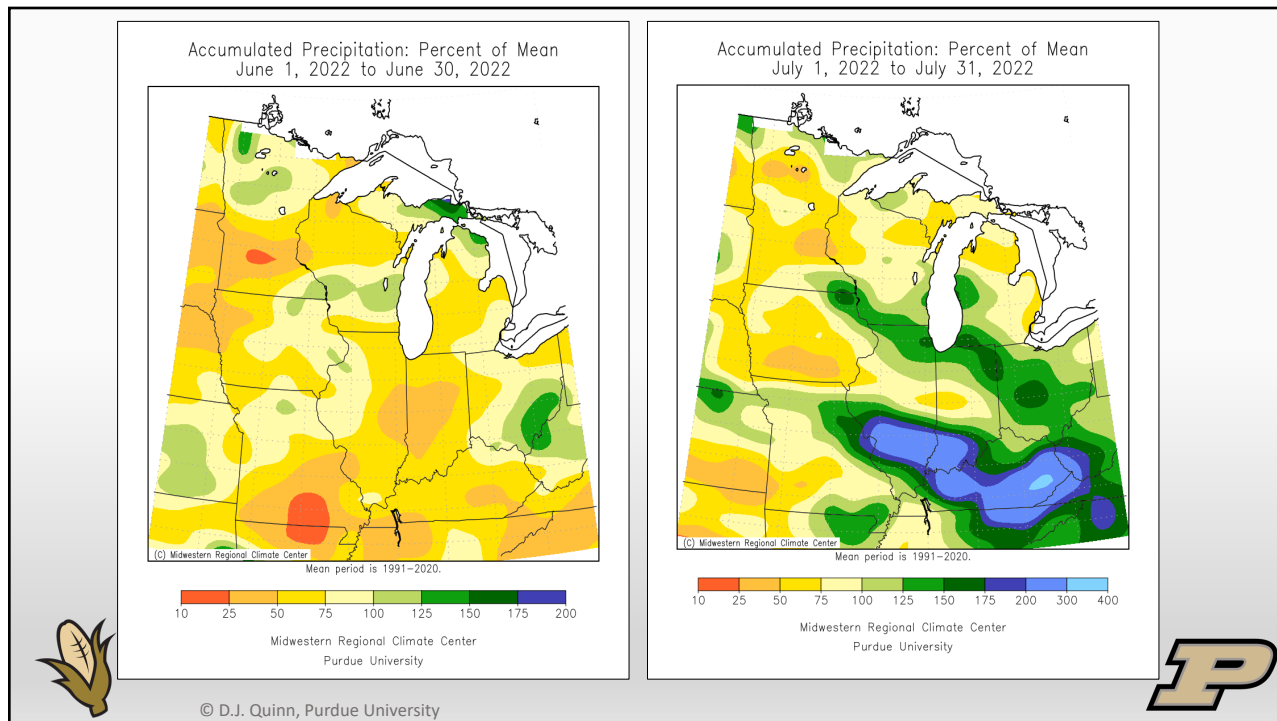 Accumulated Precipitation: Percent of Mean
June 1, 2022 to June 30, 2022
(C) Midwestern Regional Climate Center
Mean period is 1991-2020.
10 25 50 75 100 125 150 175 200
Midwestern Regional Climate Center
Purdue University
Accumulated Precipitation: Percent of Mean
July 1, 2022 to July 31, 2022
(C) Midwestern Regional Climate Center
Mean period is 1991-2020.
10 25 50 75 100 125 150 175 200 300 400
Midwestern Regional Climate Center
Purdue University
P
© D.J. Quinn, Purdue University